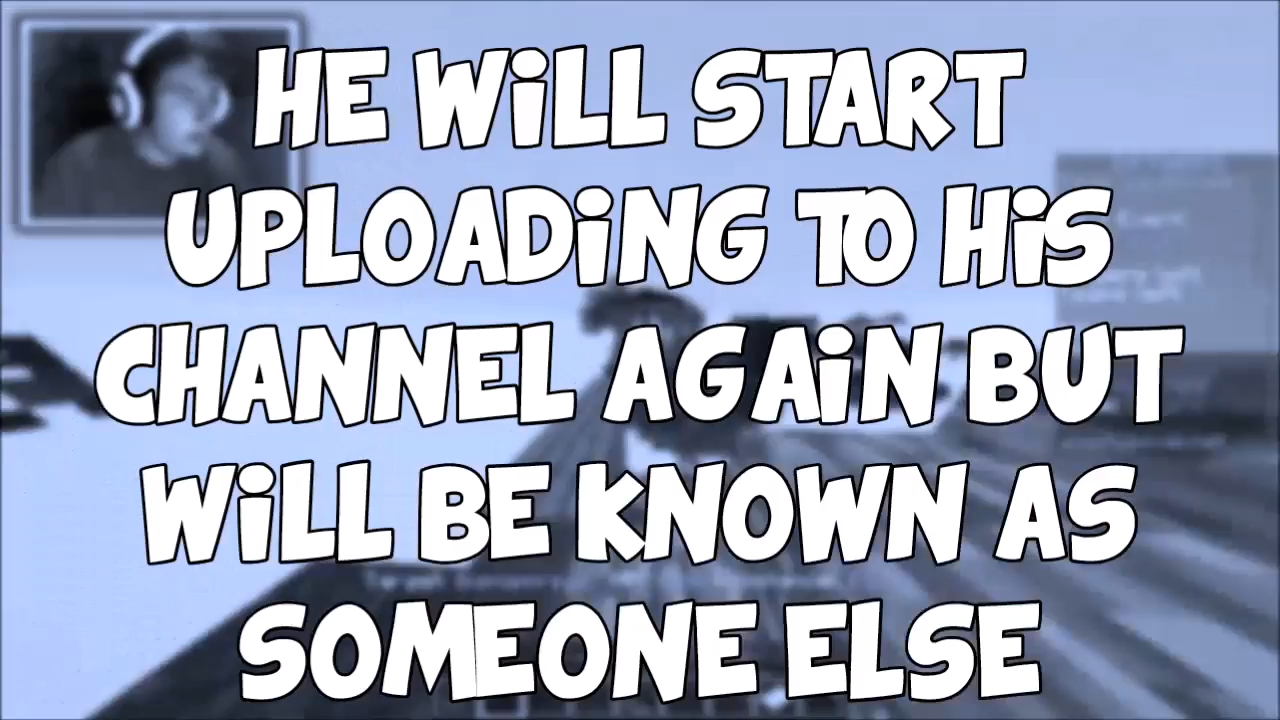 HE WiLL START
UPLOADiNG TO HiS
CHANNEL AGAiN BUT
WiLL BE KNOWN AS
SOMEONE ELSE